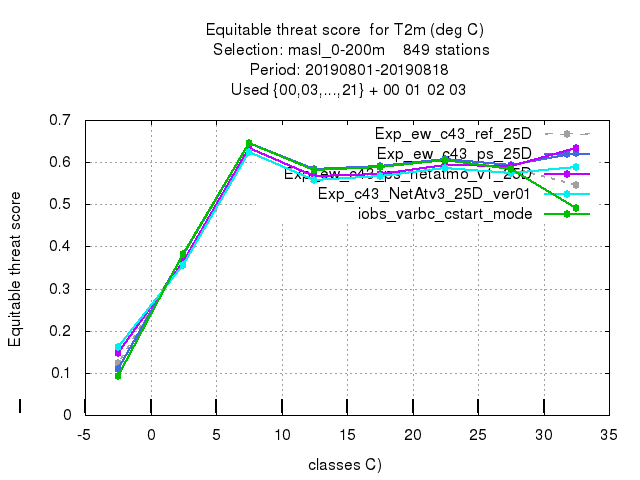 Equitable threat score for T2m (deg C)
Selection: masl_0-200m 849 stations
Period: 20190801-20190818
Used {00,03,...,21} + 00 01 02 03
Equitable threat score
0.7
0.6
0.5
0.4
0.3
0.2
0.1
0
-5
0
5
10
15
20
25
30
35
classes C)
Exp_ew_c43_ref_25D
Exp_ew_c43_ps_25D
Exp_ew_c43_ps_netatmo_v1_25D
Exp_c43_NetAtv3_25D_ver01
iobs_varbc_cstart_mode